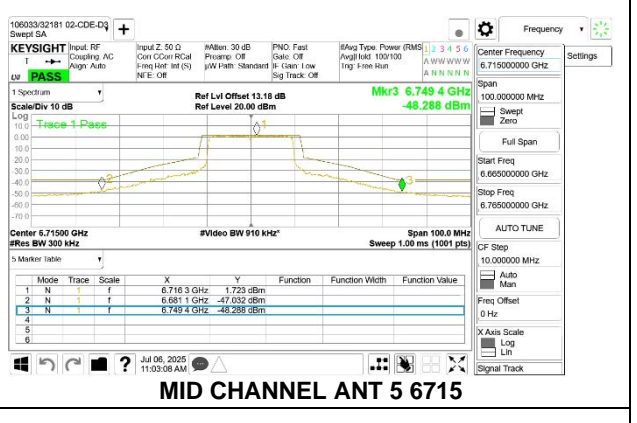 106033/32181 02-CDE-D3
Swept SA
Frequency
KEYSIGHT
Input: RF
Coupling: AC
Align: Auto
Input Z: 50 Ω
Corr CCorr RCal
Freq Ref: Int (S)
NFE: Off
#Atten: 30 dB
Preamp: Off
µW Path: Standard
PNO: Fast
Gate: Off
IF Gain: Low
Sig Track: Off
#Avg Type: Power (RMS
Avg|Hold: 100/100
Trig: Free Run
1 2 3 4 5 6
A W W W W W
A N N N N N
PASS
1 Spectrum
Scale/Div 10 dB
Ref Lvl Offset 13.18 dB
Ref Level 20.00 dBm
Mkr3 6.749 4 GHz
-48.288 dBm
Log
Trace 1 Pass
10.0
0.00
-10.0
-20.0
-30.0
-40.0
-50.0
-60.0
-70.0
1
2
3
Center 6.71500 GHz
#Res BW 300 kHz
#Video BW 910 kHz*
Span 100.0 MHz
Sweep 1.00 ms (1001 pts)
5 Marker Table
Mode Trace Scale X Y Function Function Width Function Value
1 N 1 f 6.716 3 GHz 1.723 dBm
2 N 1 f 6.681 1 GHz -47.032 dBm
3 N 1 f 6.749 4 GHz -48.288 dBm
4
5
6
Jul 06, 2025
11:03:08 AM
Center Frequency
6.715000000 GHz
Settings
Span
100.000000 MHz
Swept
Zero
Full Span
Start Freq
6.665000000 GHz
Stop Freq
6.765000000 GHz
AUTO TUNE
CF Step
10.000000 MHz
Auto
Man
Freq Offset
0 Hz
X Axis Scale
Log
Lin
Signal Track
MID CHANNEL ANT 5 6715